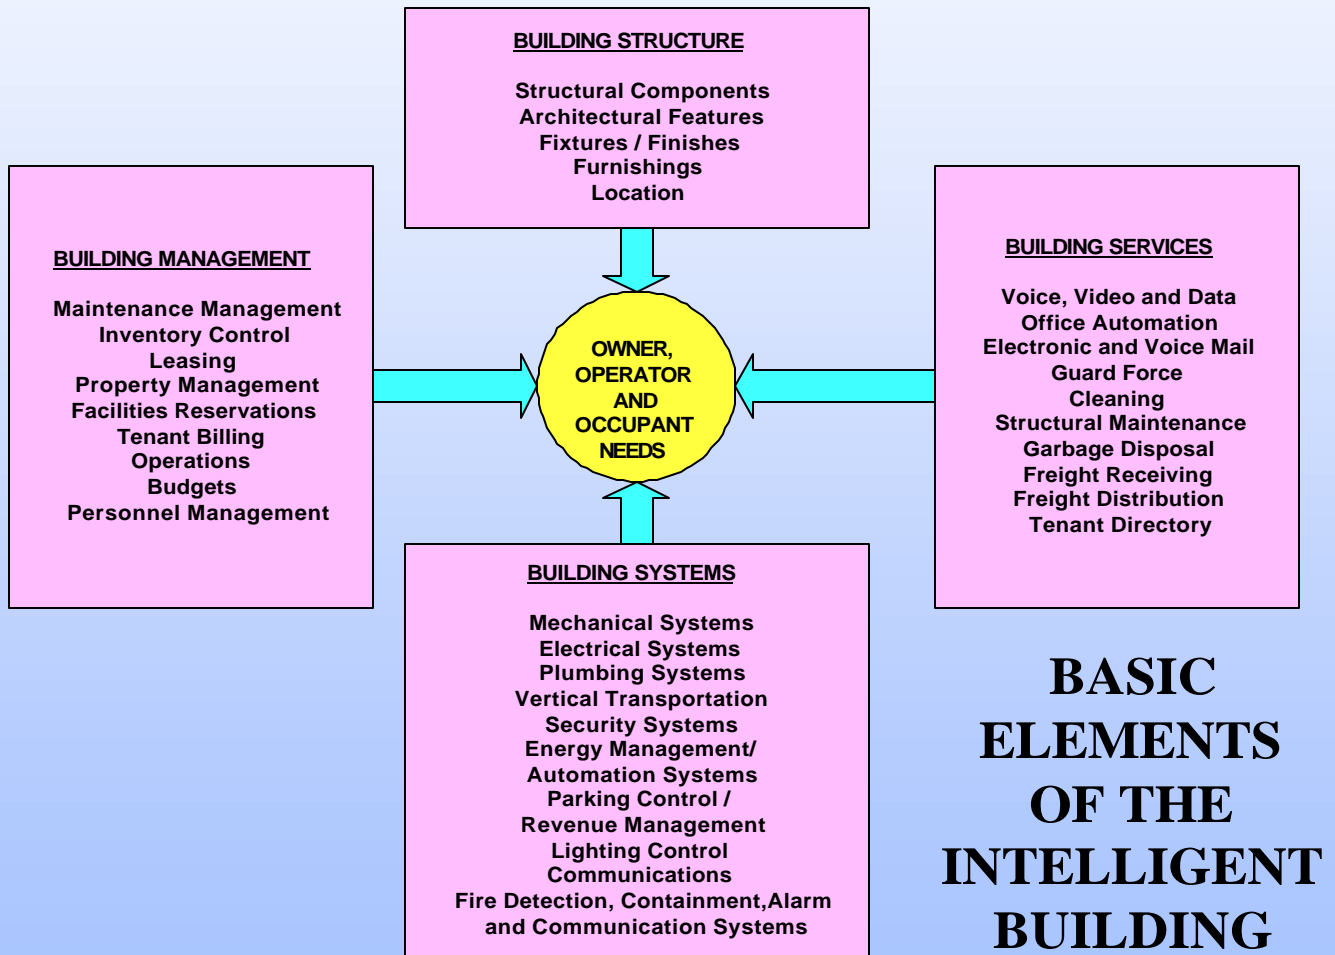 BUILDING STRUCTURE
Structural Components
Architectural Features
Fixtures / Finishes
Furnishings
Location
BUILDING MANAGEMENT
Maintenance Management
Inventory Control
Leasing
Property Management
Facilities Reservations
Tenant Billing
Operations
Budgets
Personnel Management
OWNER,
OPERATOR
AND
OCCUPANT
NEEDS
BUILDING SERVICES
Voice, Video and Data
Office Automation
Electronic and Voice Mail
Guard Force
Cleaning
Structural Maintenance
Garbage Disposal
Freight Receiving
Freight Distribution
Tenant Directory
BUILDING SYSTEMS
Mechanical Systems
Electrical Systems
Plumbing Systems
Vertical Transportation
Security Systems
Energy Management/
Automation Systems
Parking Control /
Revenue Management
Lighting Control
Communications
Fire Detection, Containment,Alarm
and Communication Systems
BASIC
ELEMENTS
OF THE
INTELLIGENT
BUILDING